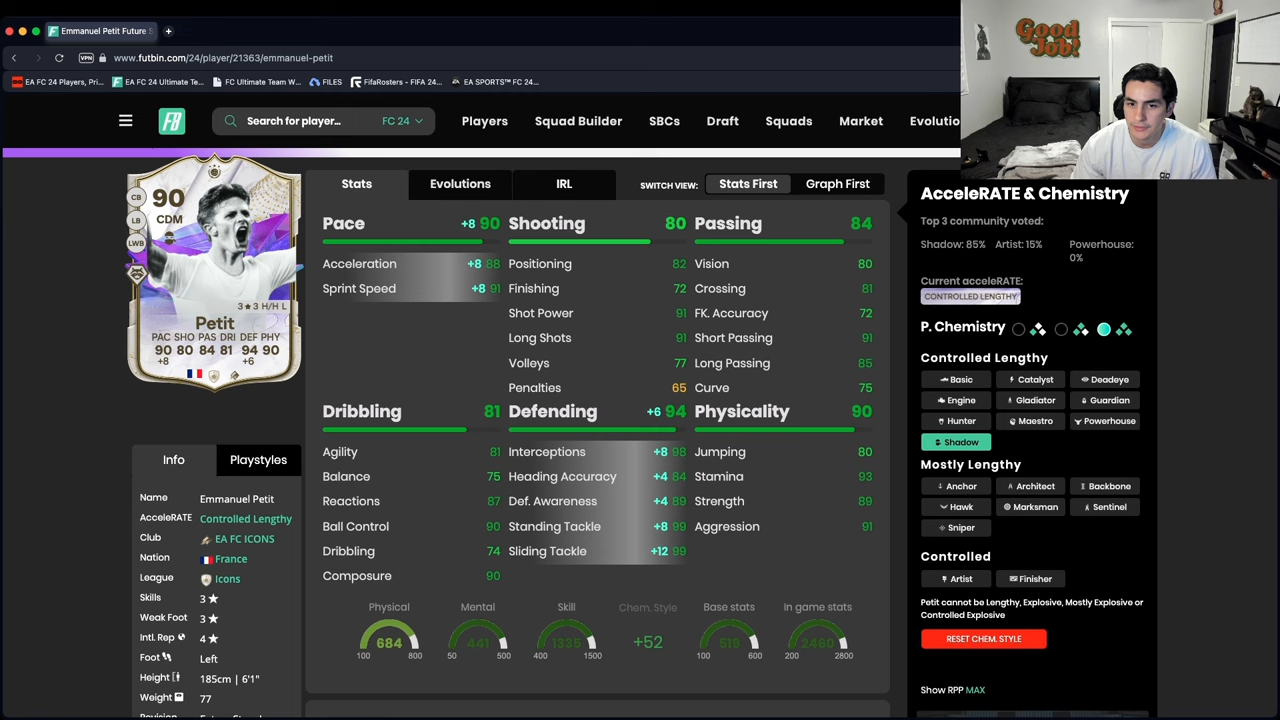 Emmanuel Petit Future S
www.futbin.com/24/player/21363/emmanuel-petit
VPN
EA FC 24 Players, Pri...
EA FC 24 Ultimate Te...
FC Ultimate Team W...
FILES
FifaRosters - FIFA 24...
EA SPORTS™ FC 24...
Good Job!
Search for player...
FC 24
Players
Squad Builder
SBCs
Draft
Squads
Market
Evolutio
CB
LB
LWB
90
CDM
3★3 H/H L
Petit
PAC SHO PAS DRI DEF PHY
90 80 84 81 94 90
+8 +6
Stats
Evolutions
IRL
SWITCH VIEW:
Stats First
Graph First
Pace +8 90
Acceleration +8 88
Sprint Speed +8 91
Shooting 80
Positioning 82
Finishing 72
Shot Power 91
Long Shots 91
Volleys 77
Penalties 65
Passing 84
Vision 80
Crossing 81
FK. Accuracy 72
Short Passing 91
Long Passing 85
Curve 75
Dribbling 81
Agility 81
Balance 75
Reactions 87
Ball Control 90
Dribbling 74
Composure 90
Defending +6 94
Interceptions +8 98
Heading Accuracy +4 84
Def. Awareness +4 89
Standing Tackle +8 99
Sliding Tackle +12 99
Physicality 90
Jumping 80
Stamina 93
Strength 89
Aggression 91
Physical
684
100 800
Mental
441
50 500
Skill
1335
400 1500
Chem. Style
+52
Base stats
519
100 600
In game stats
2460
200 2800
Info
Playstyles
Name Emmanuel Petit
AcceleRATE Controlled Lengthy
Club EA FC ICONS
Nation France
League Icons
Skills 3 ★
Weak Foot 3 ★
Intl. Rep 4 ★
Foot Left
Height 185cm | 6'1"
Weight 77
AcceleRATE & Chemistry
Top 3 community voted:
Shadow: 85% Artist: 15% Powerhouse: 0%
Current acceleRATE:
CONTROLLED LENGTHY
P. Chemistry
Controlled Lengthy
Basic Catalyst Deadeye
Engine Gladiator Guardian
Hunter Maestro Powerhouse
Shadow
Mostly Lengthy
Anchor Architect Backbone
Hawk Marksman Sentinel
Sniper
Controlled
Artist Finisher
Petit cannot be Lengthy, Explosive, Mostly Explosive or
Controlled Explosive
RESET CHEM. STYLE
Show RPP MAX